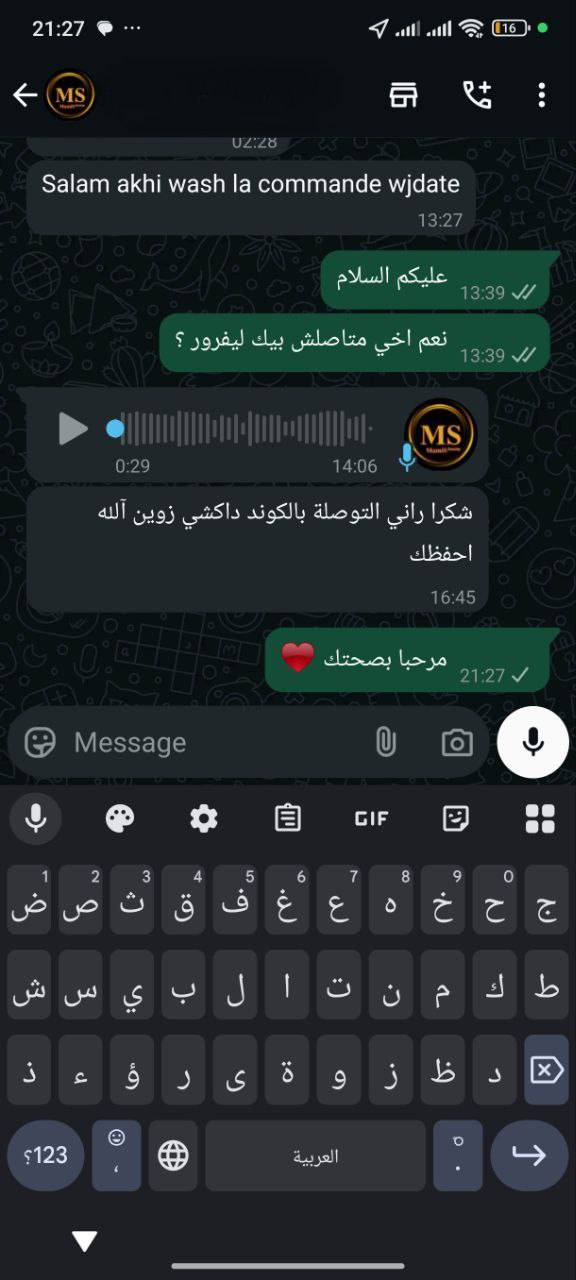 21:27
16
MS
02:28
Salam akhi wash la commande wjdate
13:27
عليكم السلام
13:39
نعم اخي متاصلش بيك ليفرور ؟
13:39
MS
0:29
14:06
شكرا راني التوصلة بالكوند داكشي زوين آلله
احفظك
16:45
مرحبا بصحتك ❤️
21:27
Message
GIF
ض 1 ص 2 ث 3 ق 4 ف 5 غ 6 ع 7 ه 8 خ 9 ح 0 ج
ش س ي ب ل ا ت ن م ك ط
ذ ء ؤ ر ى ة و ز ظ د
؟123 ، العربية .